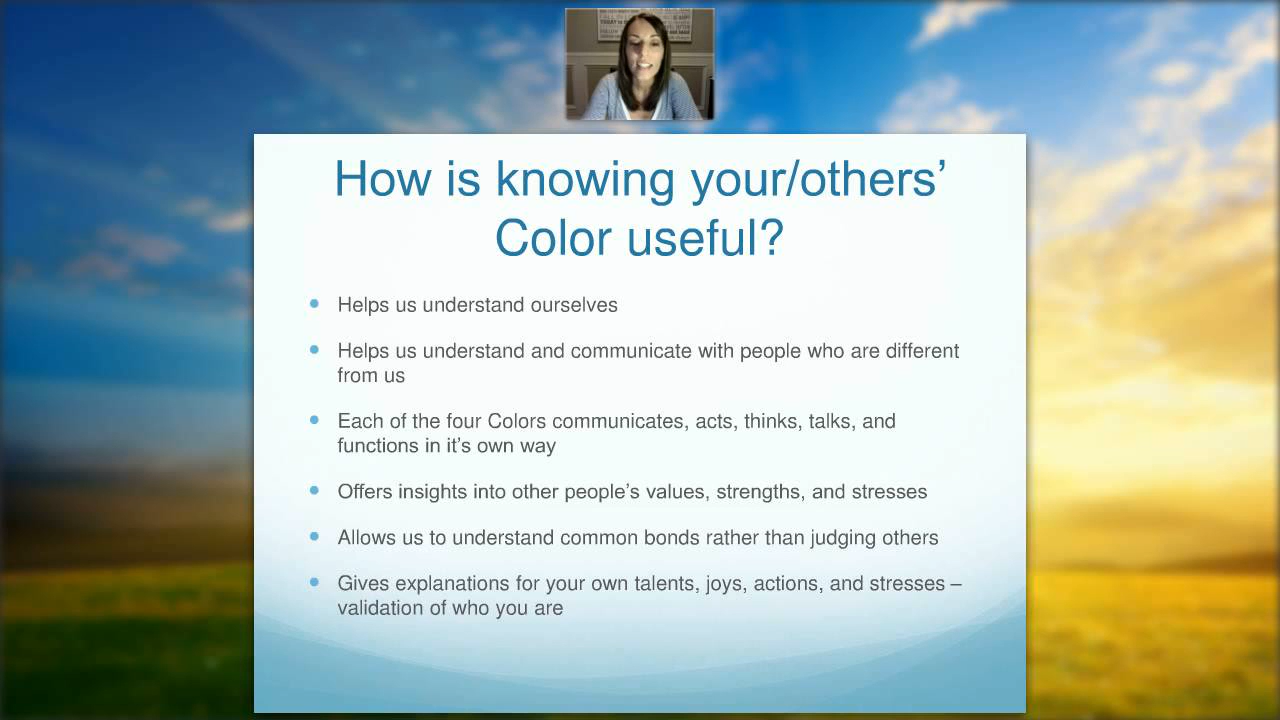 How is knowing your/others’
Color useful?
Helps us understand ourselves
Helps us understand and communicate with people who are different
from us
Each of the four Colors communicates, acts, thinks, talks, and
functions in it’s own way
Offers insights into other people’s values, strengths, and stresses
Allows us to understand common bonds rather than judging others
Gives explanations for your own talents, joys, actions, and stresses –
validation of who you are